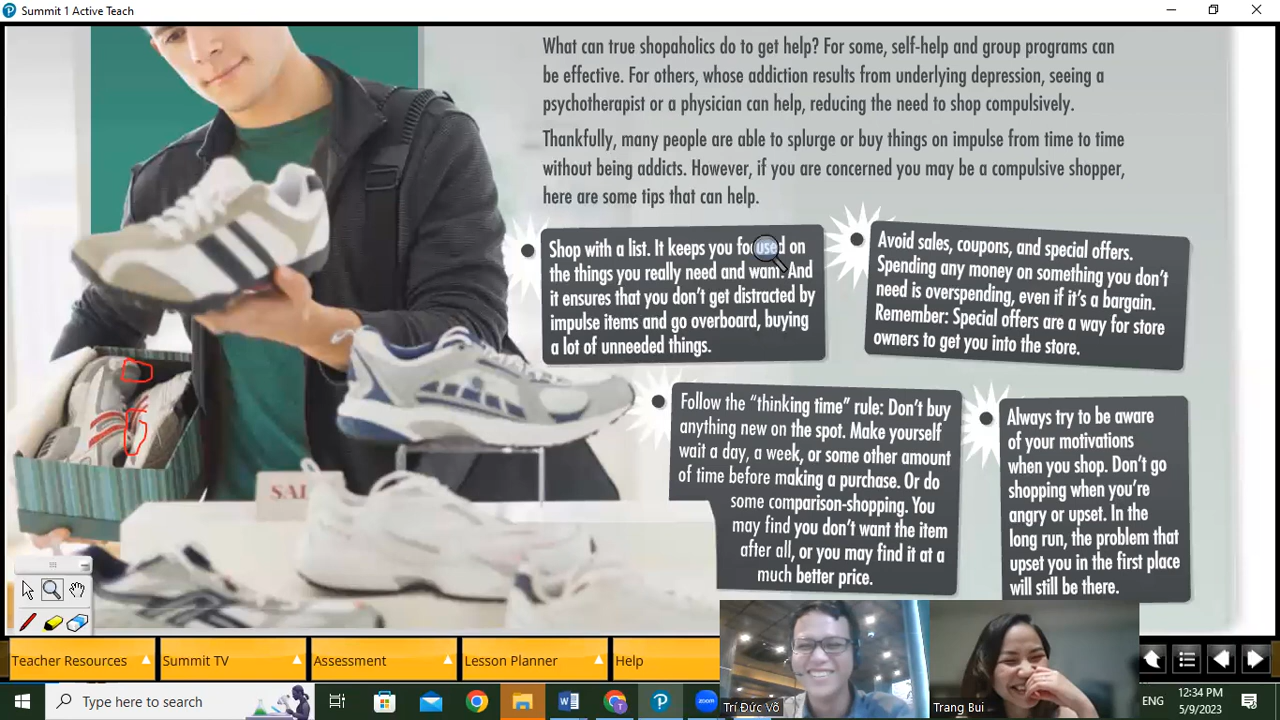 Summit 1 Active Teach
What can true shopaholics do to get help? For some, self-help and group programs can
be effective. For others, whose addiction results from underlying depression, seeing a
psychotherapist or a physician can help, reducing the need to shop compulsively.
Thankfully, many people are able to splurge or buy things on impulse from time to time
without being addicts. However, if you are concerned you may be a compulsive shopper,
here are some tips that can help.
Shop with a list. It keeps you focused on
the things you really need and want. And
it ensures that you don't get distracted by
impulse items and go overboard, buying
a lot of unneeded things.
Avoid sales, coupons, and special offers.
Spending any money on something you don't
need is overspending, even if it's a bargain.
Remember: Special offers are a way for store
owners to get you into the store.
Follow the “thinking time” rule: Don't buy
anything new on the spot. Make yourself
wait a day, a week, or some other amount
of time before making a purchase. Or do
some comparison-shopping. You
may find you don't want the item
after all, or you may find it at a
much better price.
Always try to be aware
of your motivations
when you shop. Don't go
shopping when you're
angry or upset. In the
long run, the problem that
upset you in the first place
will still be there.
Teacher Resources
Summit TV
Assessment
Lesson Planner
Help
Trí Đức Võ
Trang Bui
Type here to search
zoom
ENG
12:34 PM
5/9/2023